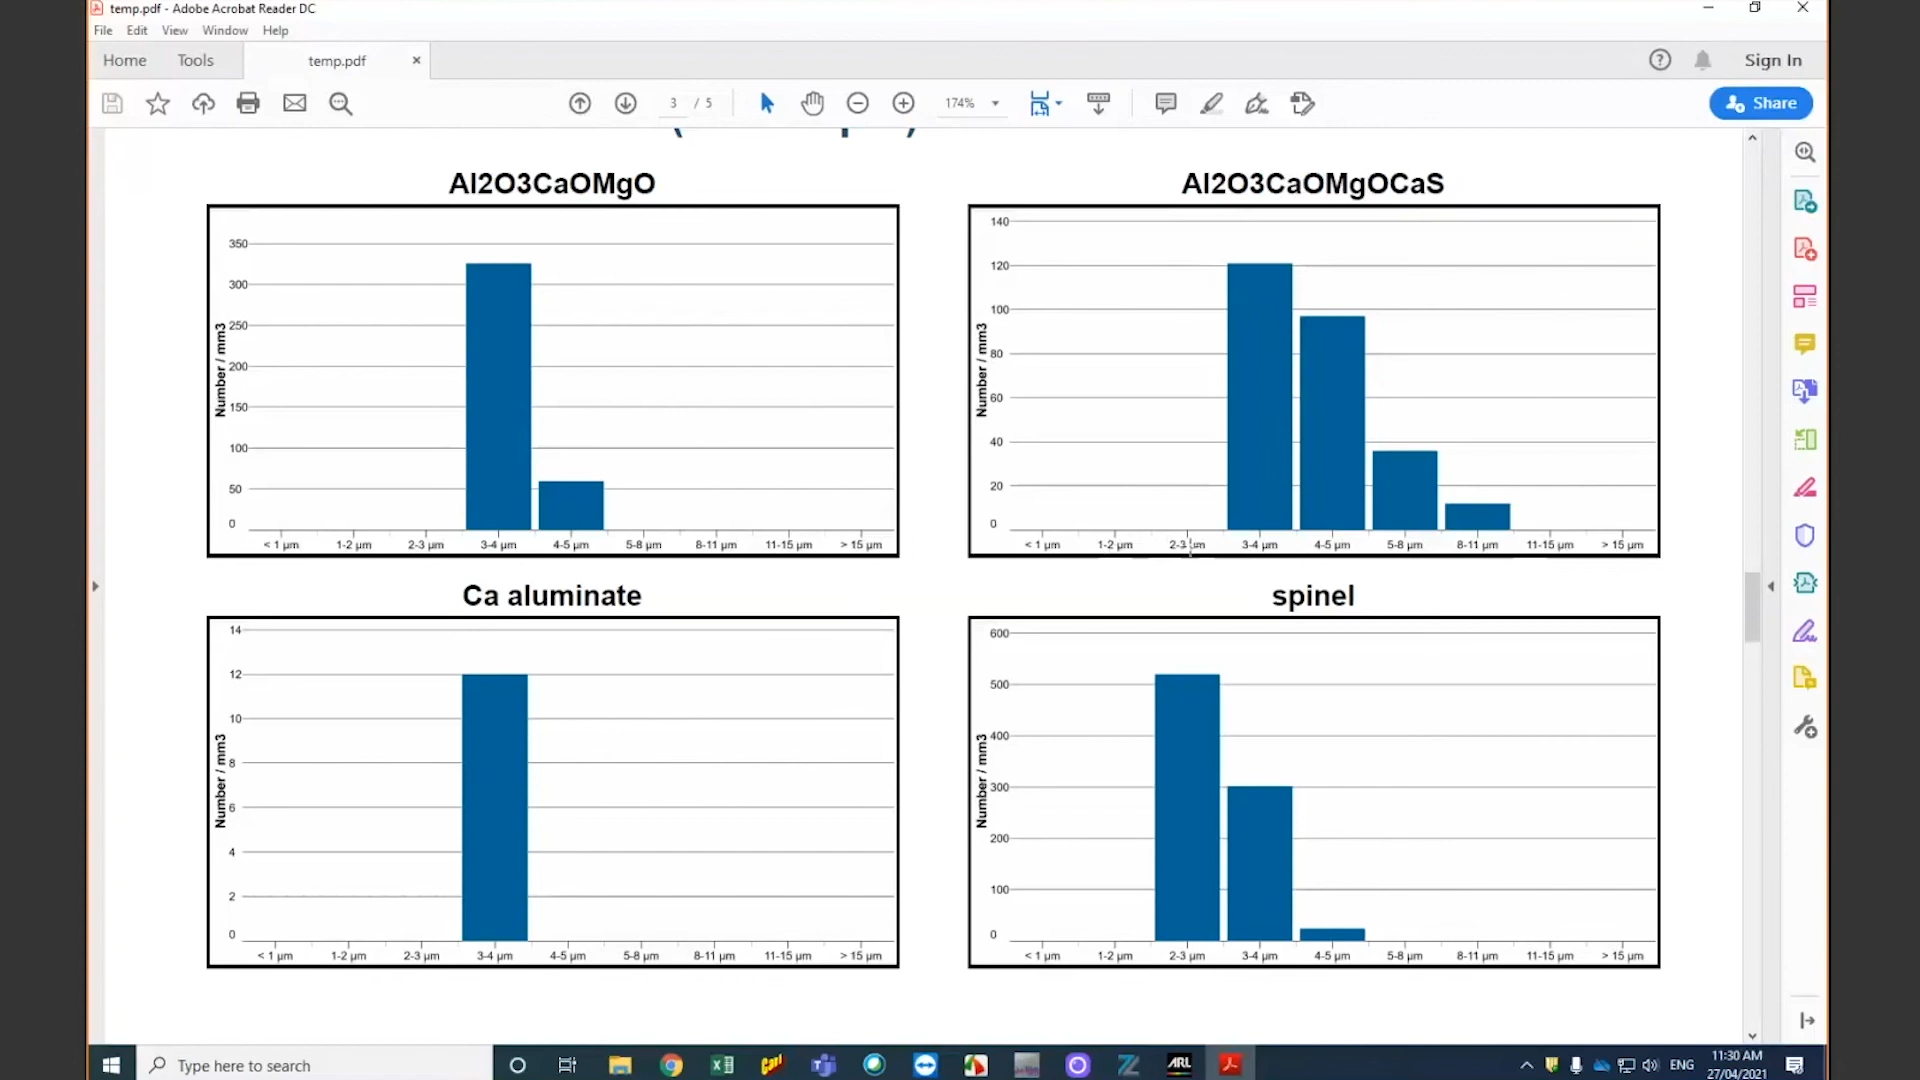 temp.pdf - Adobe Acrobat Reader DC
File Edit View Window Help
Home Tools temp.pdf × Sign In
3 / 5 174% Share
Al2O3CaOMgO
350
300
250
200
150
100
50
0
Number / mm3
< 1 µm 1-2 µm 2-3 µm 3-4 µm 4-5 µm 5-8 µm 8-11 µm 11-15 µm > 15 µm
Al2O3CaOMgOCaS
140
120
100
80
60
40
20
0
Number / mm3
< 1 µm 1-2 µm 2-3 µm 3-4 µm 4-5 µm 5-8 µm 8-11 µm 11-15 µm > 15 µm
Ca aluminate
14
12
10
8
6
4
2
0
Number / mm3
< 1 µm 1-2 µm 2-3 µm 3-4 µm 4-5 µm 5-8 µm 8-11 µm 11-15 µm > 15 µm
spinel
600
500
400
300
200
100
0
Number / mm3
< 1 µm 1-2 µm 2-3 µm 3-4 µm 4-5 µm 5-8 µm 8-11 µm 11-15 µm > 15 µm
Type here to search
ARL
ENG
11:30 AM
27/04/2021